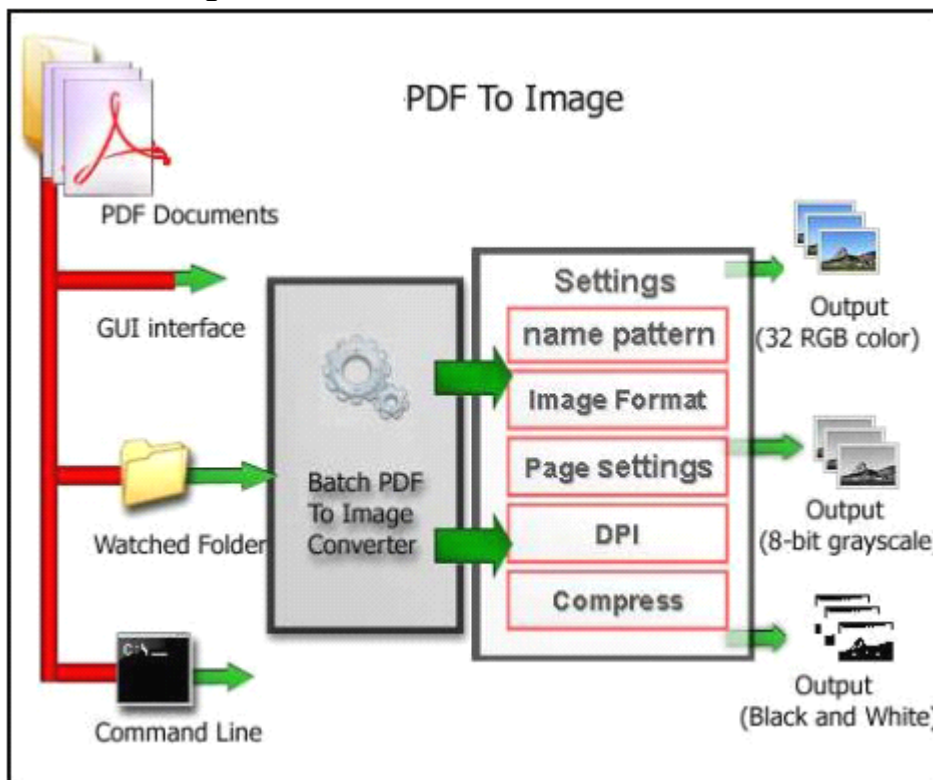 PDF To Image
PDF Documents
GUI interface
Watched Folder
C:\_
Command Line
Batch PDF
To Image
Converter
Settings
name pattern
Image Format
Page settings
DPI
Compress
Output
(32 RGB color)
Output
(8-bit grayscale
Output
(Black and White)